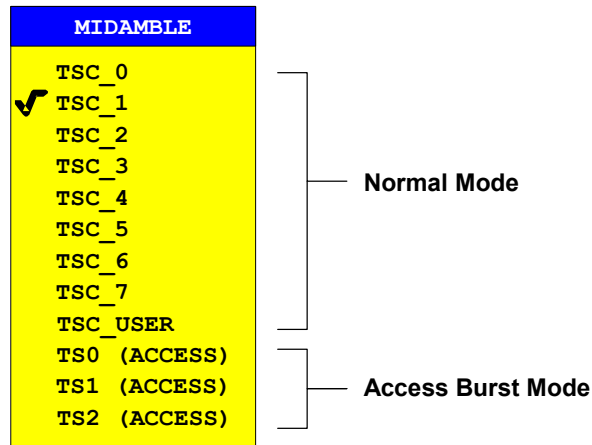 MIDAMBLE
TSC_0
TSC_1
TSC_2
TSC_3
TSC_4
TSC_5
TSC_6
TSC_7
TSC_USER
TS0 (ACCESS)
TS1 (ACCESS)
TS2 (ACCESS)
Normal Mode
Access Burst Mode